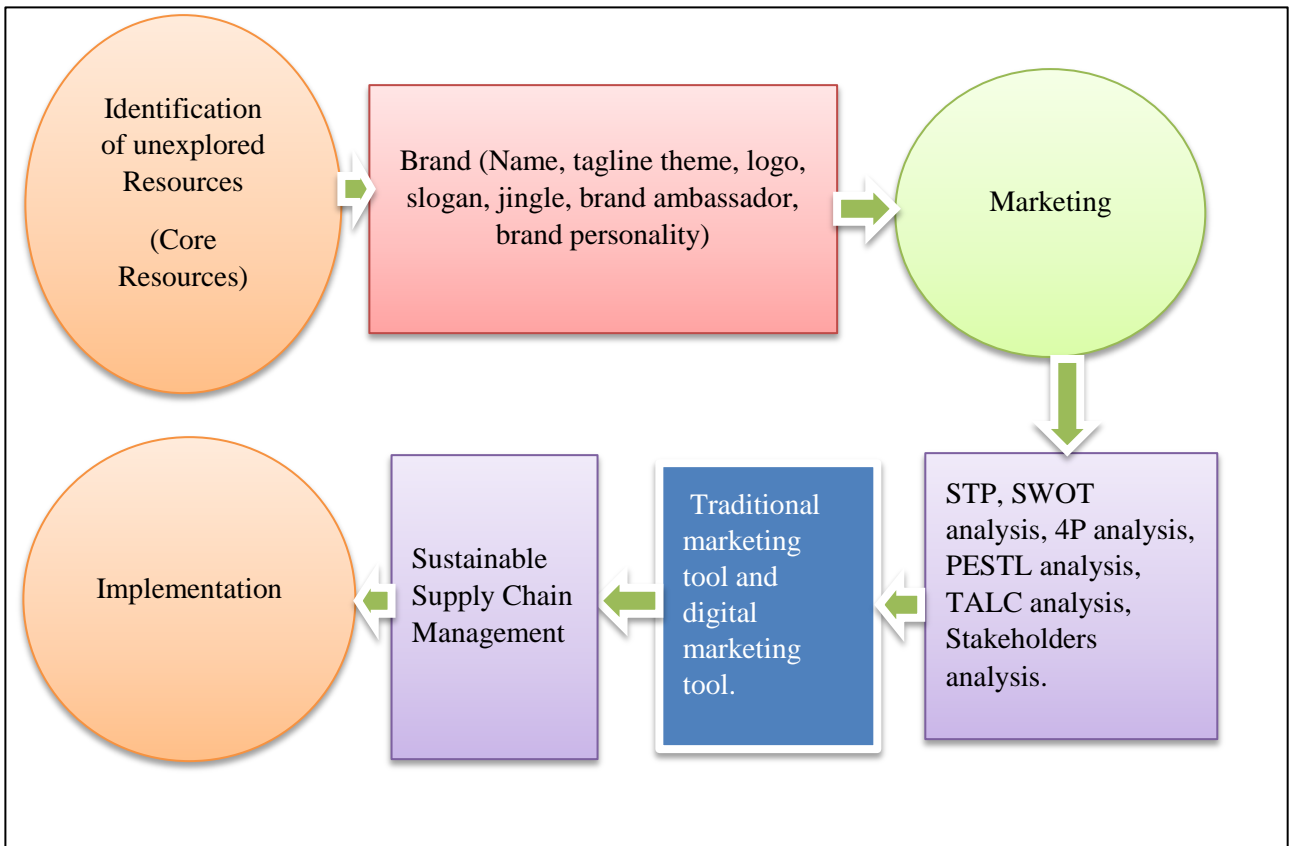 Identification
of unexplored
Resources
(Core
Resources)
Brand (Name, tagline theme, logo,
slogan, jingle, brand ambassador,
brand personality)
Marketing
STP, SWOT
analysis, 4P analysis,
PESTL analysis,
TALC analysis,
Stakeholders
analysis.
Traditional
marketing
tool and
digital
marketing
tool.
Sustainable
Supply Chain
Management
Implementation